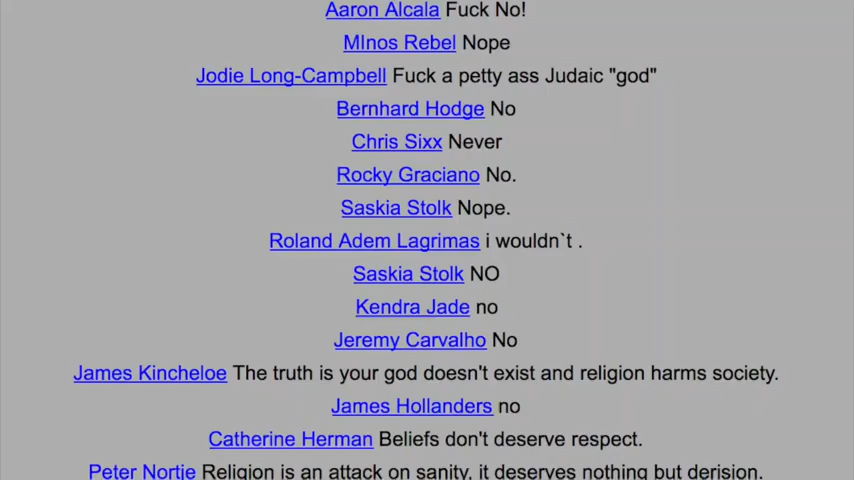 Aaron Alcala Fuck No!
MInos Rebel Nope
Jodie Long-Campbell Fuck a petty ass Judaic "god"
Bernhard Hodge No
Chris Sixx Never
Rocky Graciano No.
Saskia Stolk Nope.
Roland Adem Lagrimas i wouldn`t .
Saskia Stolk NO
Kendra Jade no
Jeremy Carvalho No
James Kincheloe The truth is your god doesn't exist and religion harms society.
James Hollanders no
Catherine Herman Beliefs don't deserve respect.
Peter Nortje Religion is an attack on sanity, it deserves nothing but derision.